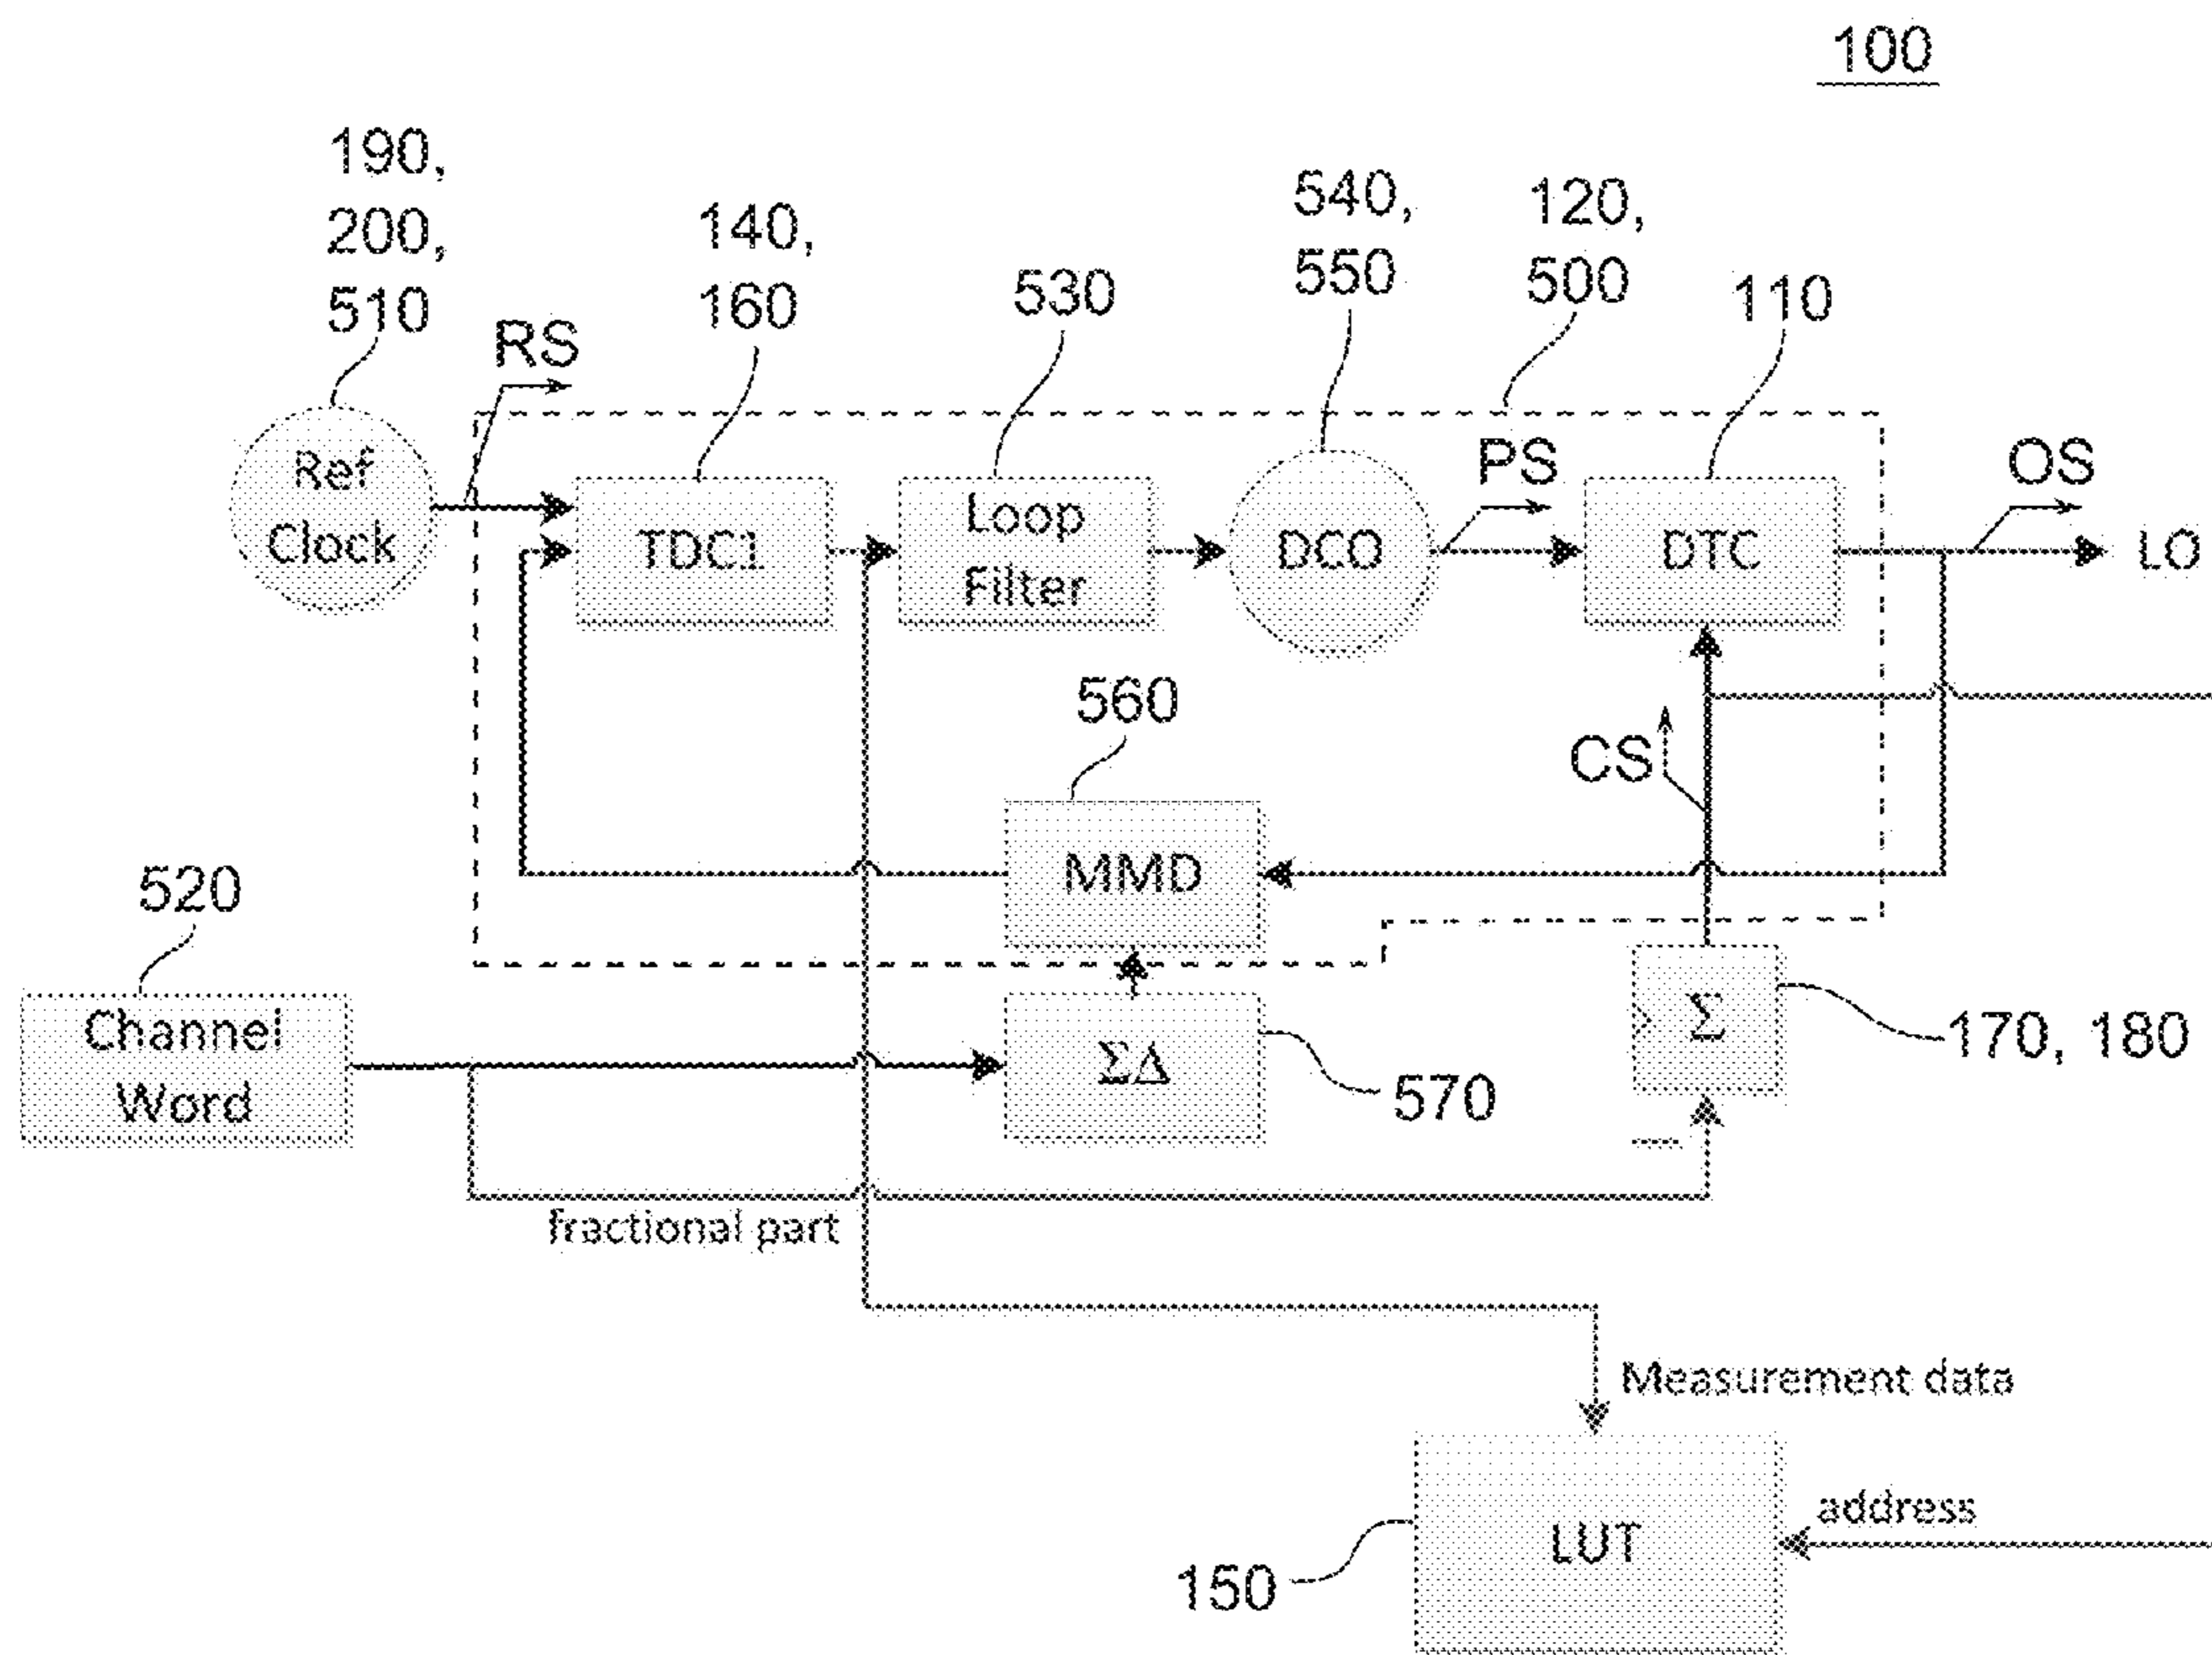 100
190,
200,
510
RS
140,
160
530
540,
550
120,
500
110
Ref
Clock
TDC1
Loop
Filter
DCO
PS
DTC
OS
LO
560
CS
MMD
520
Channel
Word
ΣΔ
570
Σ
170, 180
fractional part
Measurement data
LUT
address
150